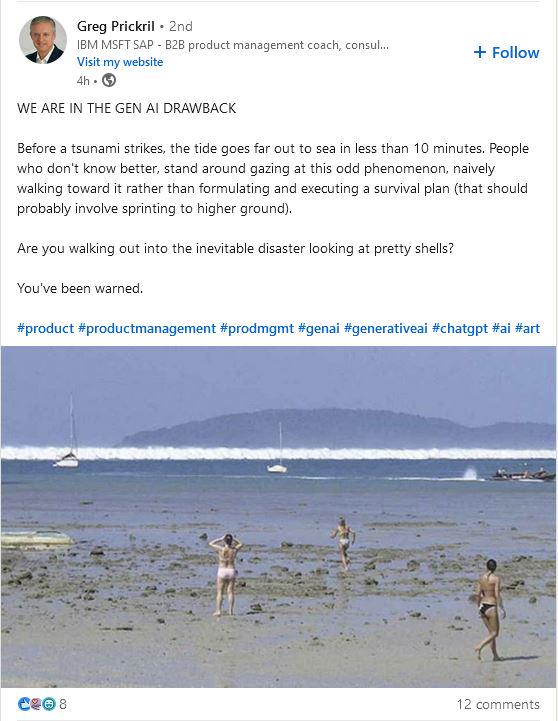 Greg Prickril • 2nd
IBM MSFT SAP - B2B product management coach, consul...
Visit my website
4h •
+ Follow
WE ARE IN THE GEN AI DRAWBACK
Before a tsunami strikes, the tide goes far out to sea in less than 10 minutes. People
who don't know better, stand around gazing at this odd phenomenon, naively
walking toward it rather than formulating and executing a survival plan (that should
probably involve sprinting to higher ground).
Are you walking out into the inevitable disaster looking at pretty shells?
You've been warned.
#product #productmanagement #prodmgmt #genai #generativeai #chatgpt #ai #art
8
12 comments